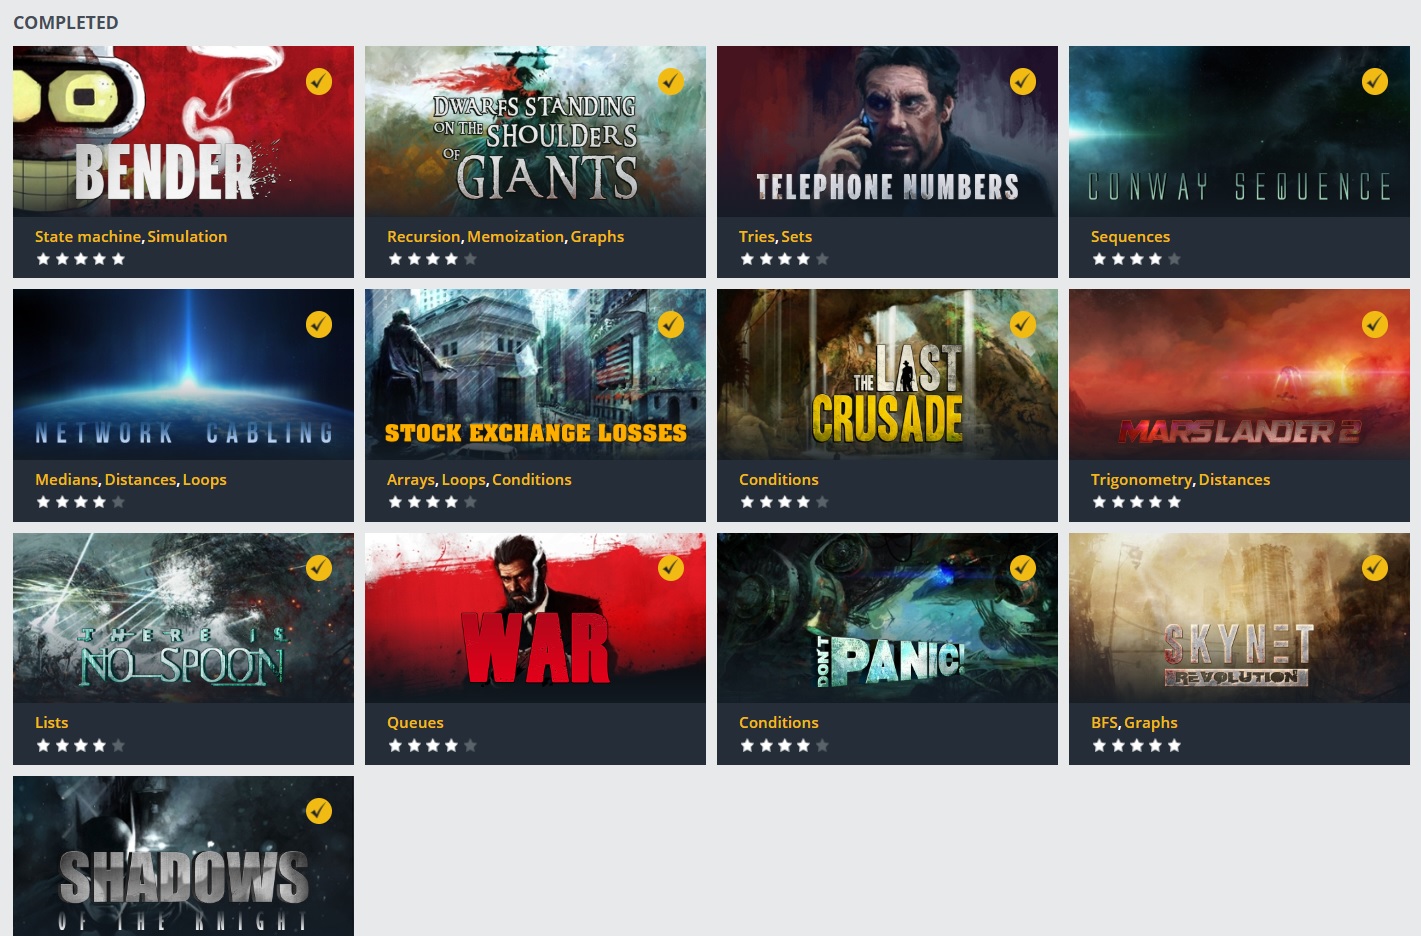 COMPLETED
BENDER
State machine, Simulation
DWARFS STANDING
ON THE SHOULDERS
OF GIANTS
Recursion, Memoization, Graphs
TELEPHONE NUMBERS
Tries, Sets
CONWAY SEQUENCE
Sequences
NETWORK CABLING
Medians, Distances, Loops
STOCK EXCHANGE LOSSES
Arrays, Loops, Conditions
THE LAST
CRUSADE
Conditions
MARS LANDER 2
Trigonometry, Distances
THERE IS
NO SPOON
Lists
WAR
Queues
DON'T PANIC!
Conditions
SKYNET
REVOLUTION
BFS, Graphs
SHADOWS
OF THE KNIGHT